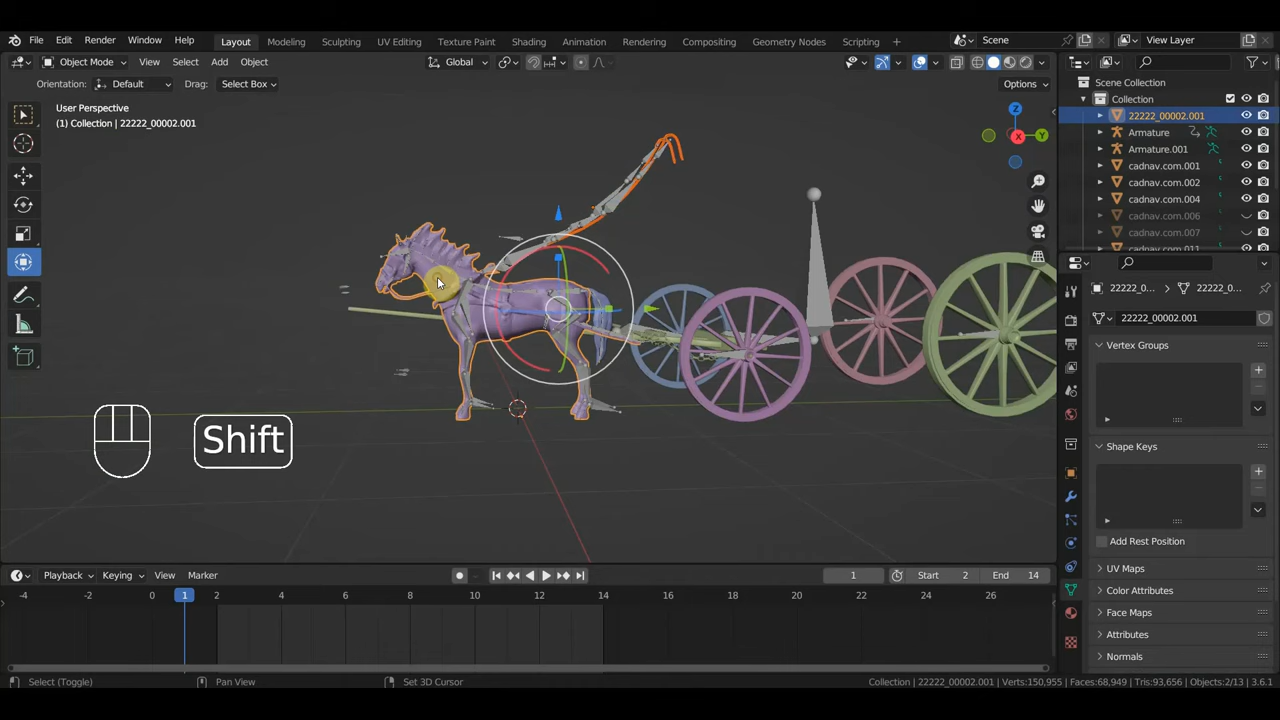 File Edit Render Window Help Layout Modeling Sculpting UV Editing Texture Paint Shading Animation Rendering Compositing Geometry Nodes Scripting + Scene View Layer
Object Mode View Select Add Object Global Options
Orientation: Default Drag: Select Box
User Perspective
(1) Collection | 22222_00002.001
Z
Y
X
Shift
Scene Collection
Collection
22222_00002.001
Armature
Armature.001
cadnav.com.001
cadnav.com.002
cadnav.com.004
cadnav.com.006
cadnav.com.007
cadnav.com.011
22222_0... 22222_0...
22222_00002.001
Vertex Groups
Shape Keys
Add Rest Position
UV Maps
Color Attributes
Face Maps
Attributes
Normals
Playback Keying View Marker 1 Start 2 End 14
-4 -2 0 1 2 4 6 8 10 12 14 16 18 20 22 24 26
Select (Toggle) Pan View Set 3D Cursor Collection | 22222_00002.001 | Verts:150,955 | Faces:68,949 | Tris:93,656 | Objects:2/13 | 3.6.1